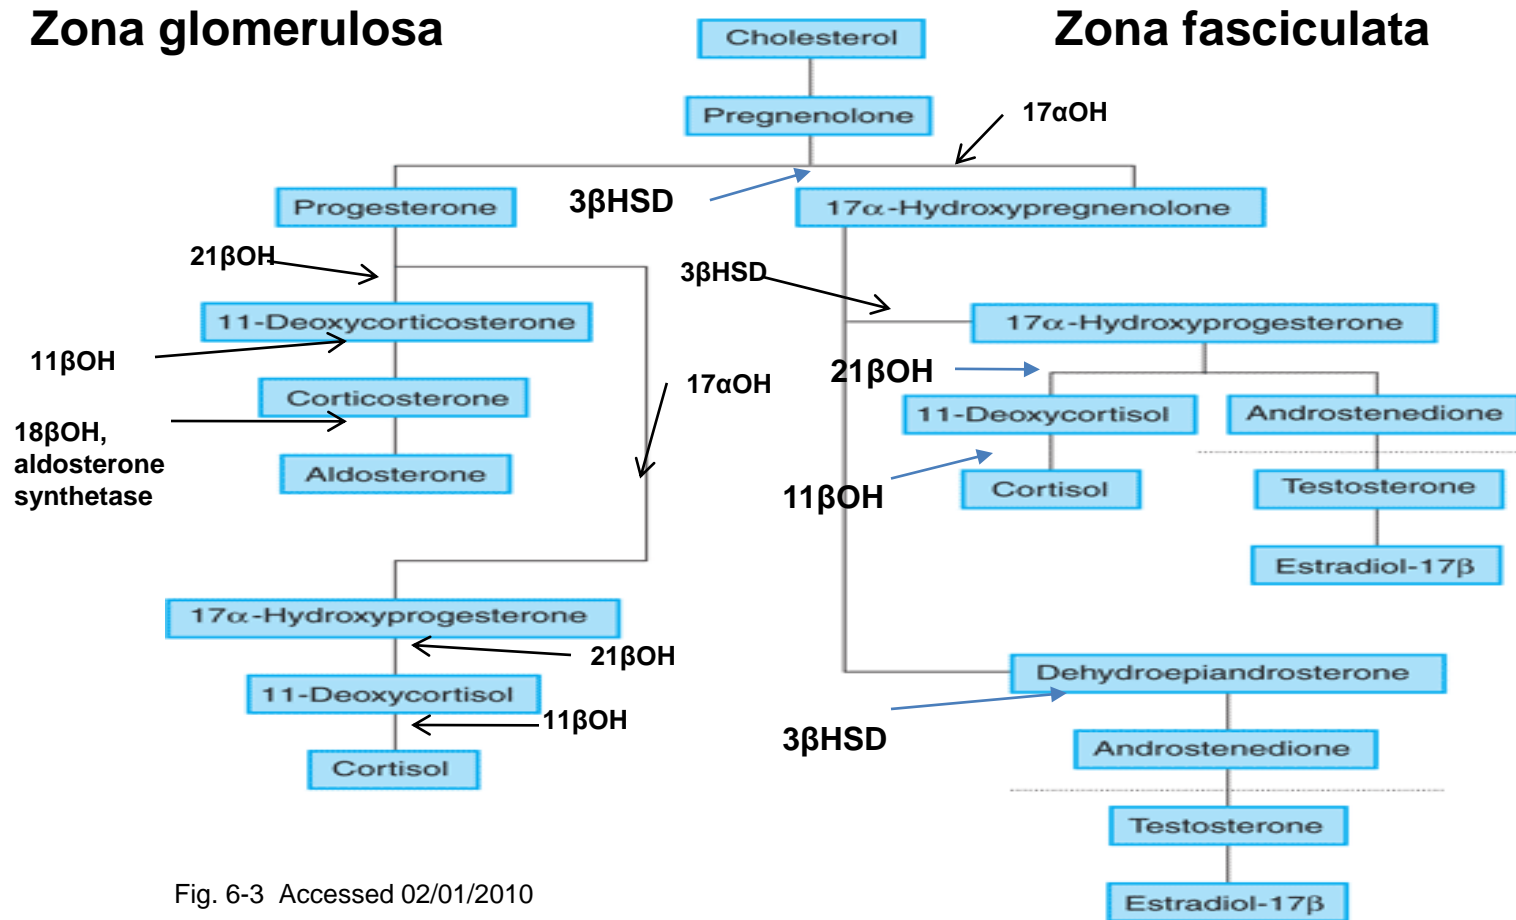 Zona glomerulosa
Zona fasciculata
Cholesterol
Pregnenolone
17αOH
3βHSD
Progesterone
17α-Hydroxypregnenolone
21βOH
3βHSD
11-Deoxycorticosterone
17α-Hydroxyprogesterone
11βOH
21βOH
17αOH
Corticosterone
11-Deoxycortisol
Androstenedione
18βOH,
aldosterone
synthetase
Aldosterone
11βOH
Cortisol
Testosterone
Estradiol-17β
17α-Hydroxyprogesterone
21βOH
Dehydroepiandrosterone
11-Deoxycortisol
11βOH
3βHSD
Androstenedione
Cortisol
Testosterone
Fig. 6-3 Accessed 02/01/2010
Estradiol-17β